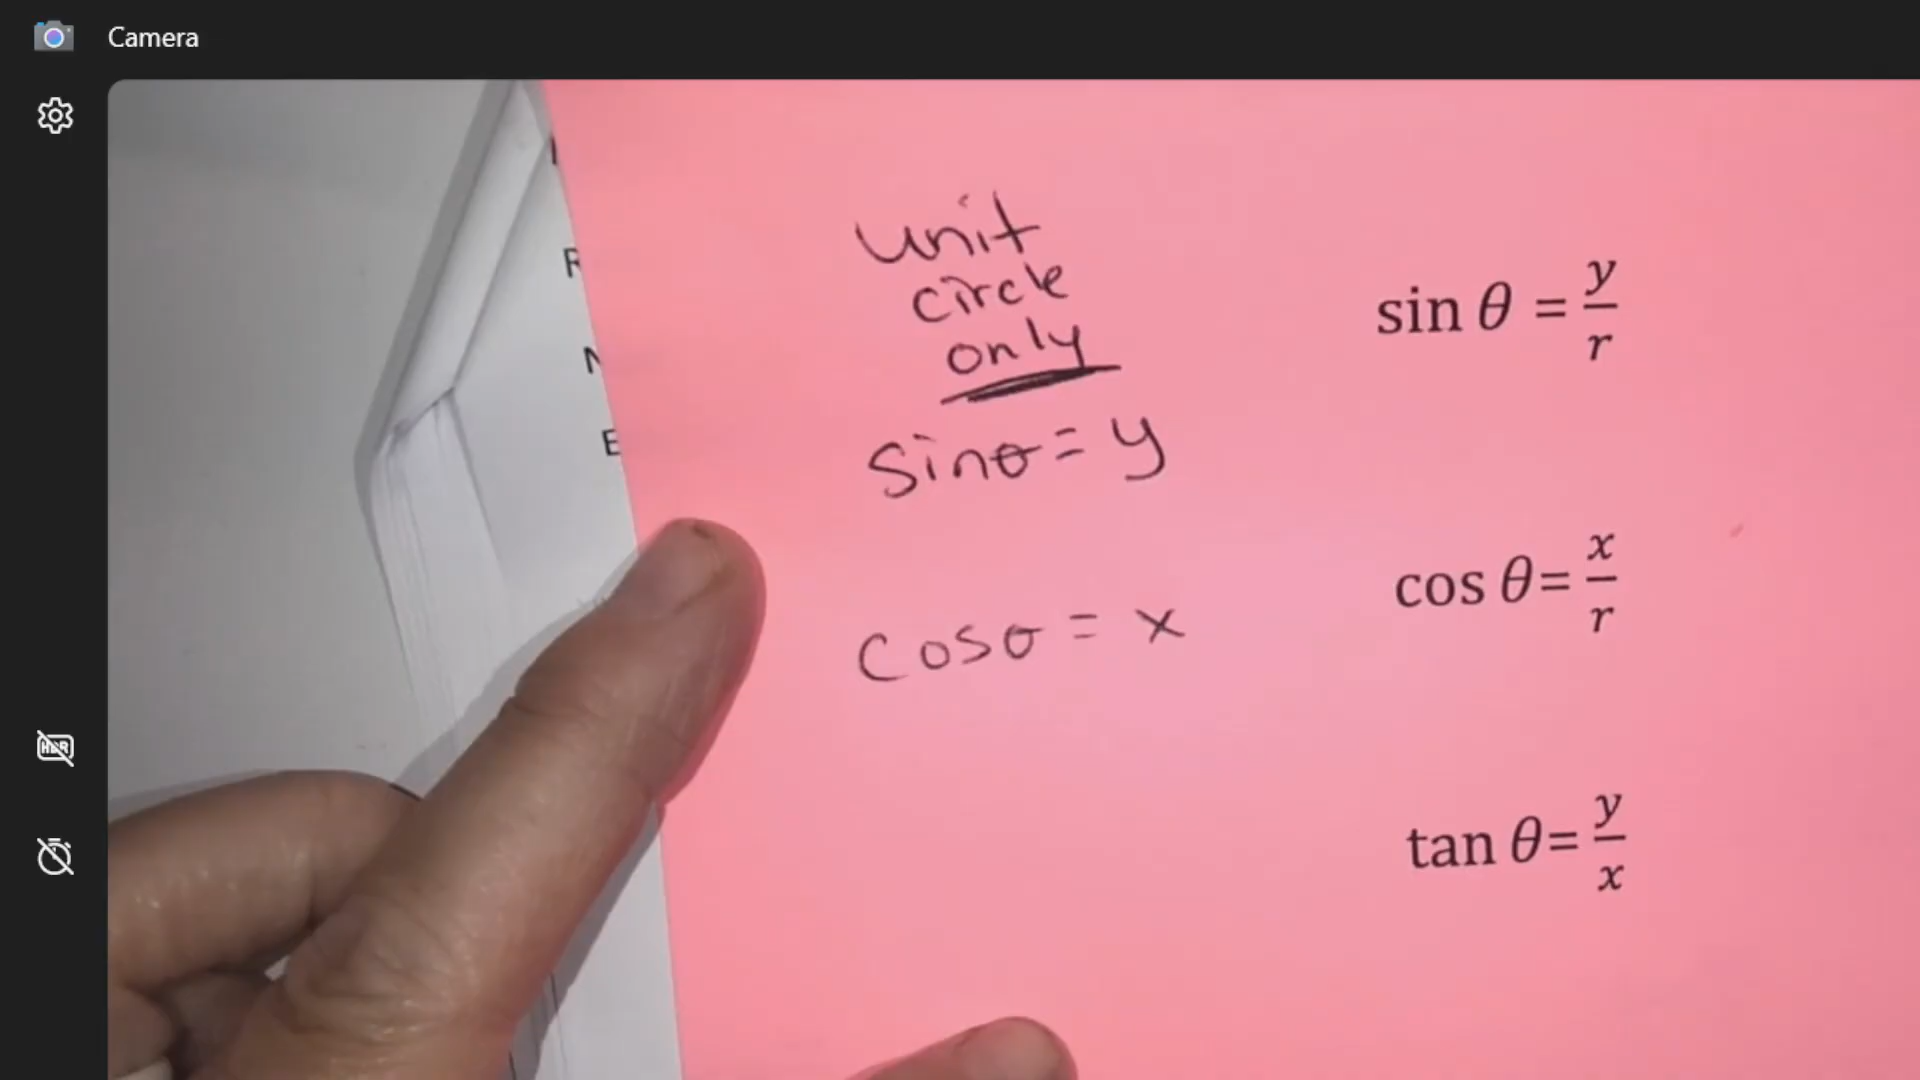 Camera
R
N
E
unit
circle
only
sinθ = y
cosθ = x
sin θ = y/r
cos θ= x/r
tan θ= y/x